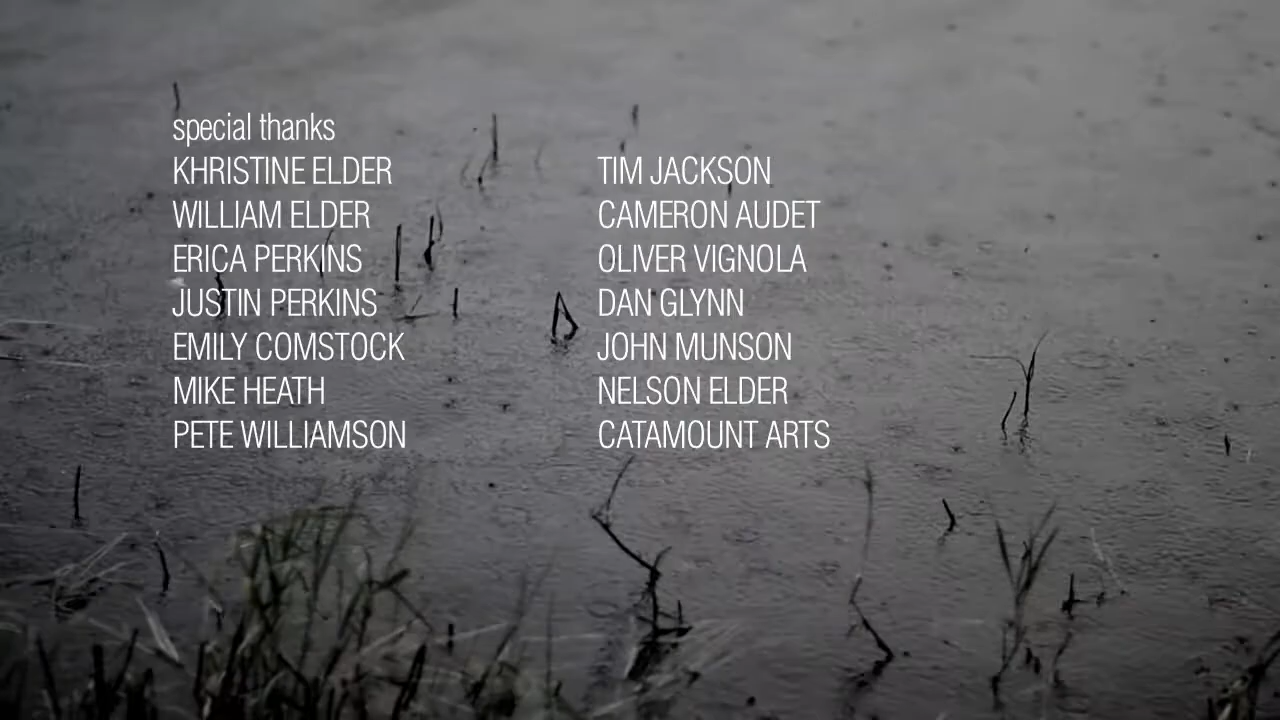 special thanks
KHRISTINE ELDER
WILLIAM ELDER
ERICA PERKINS
JUSTIN PERKINS
EMILY COMSTOCK
MIKE HEATH
PETE WILLIAMSON
TIM JACKSON
CAMERON AUDET
OLIVER VIGNOLA
DAN GLYNN
JOHN MUNSON
NELSON ELDER
CATAMOUNT ARTS